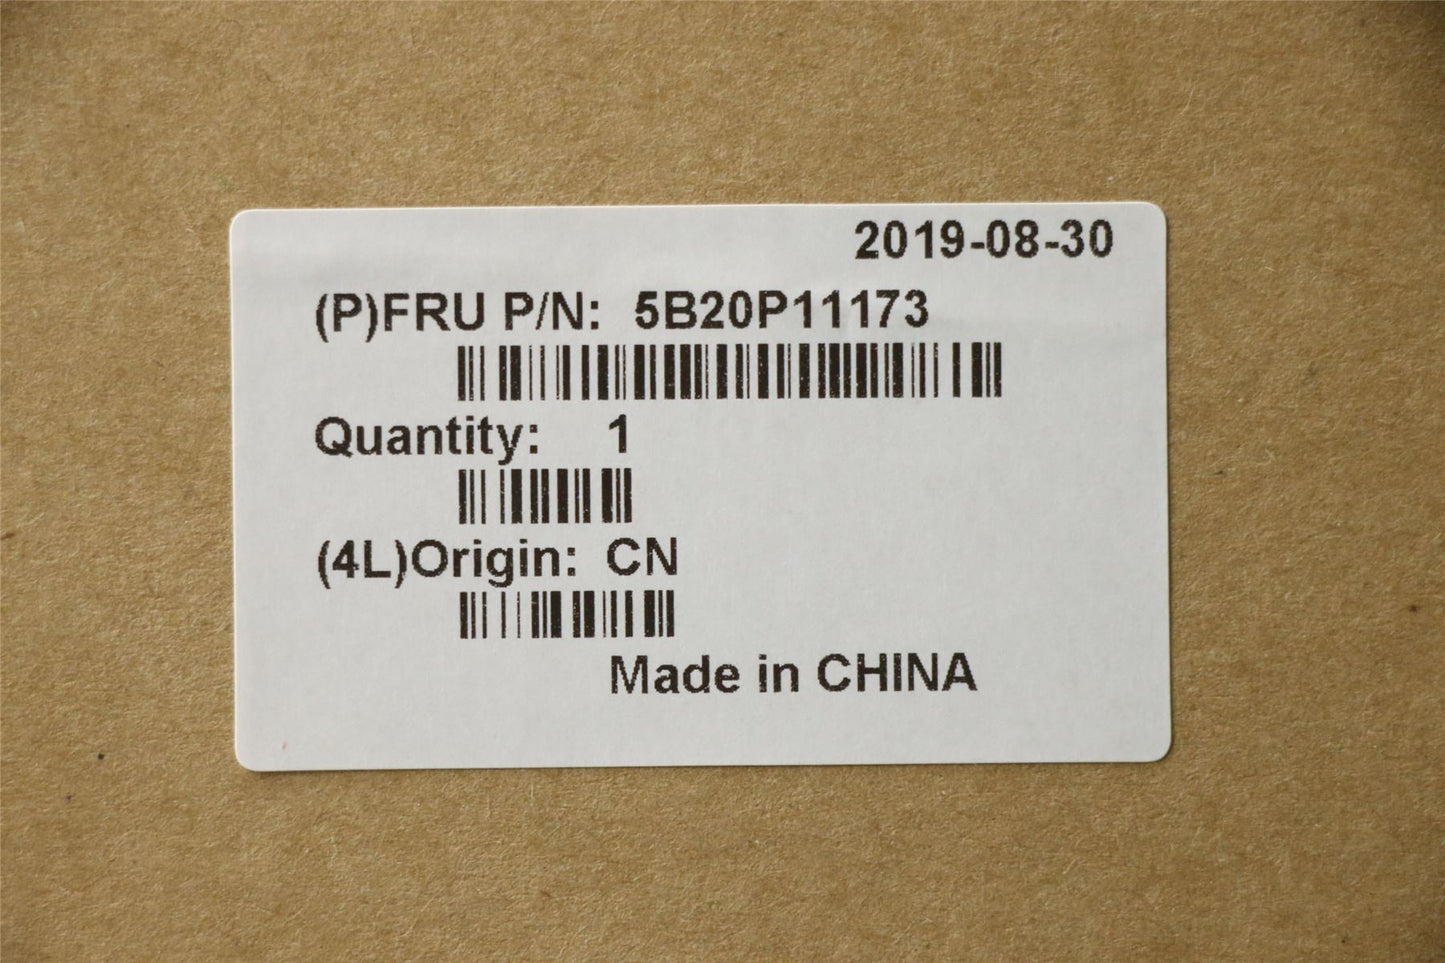 2019-08-30
(P)FRU P/N: 5B20P11173
Quantity: 1
(4L)Origin: CN
Made in CHINA